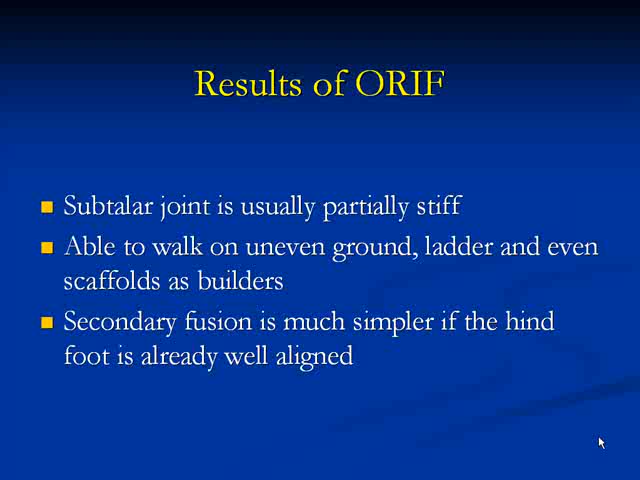 Results of ORIF
Subtalar joint is usually partially stiff
Able to walk on uneven ground, ladder and even
scaffolds as builders
Secondary fusion is much simpler if the hind
foot is already well aligned